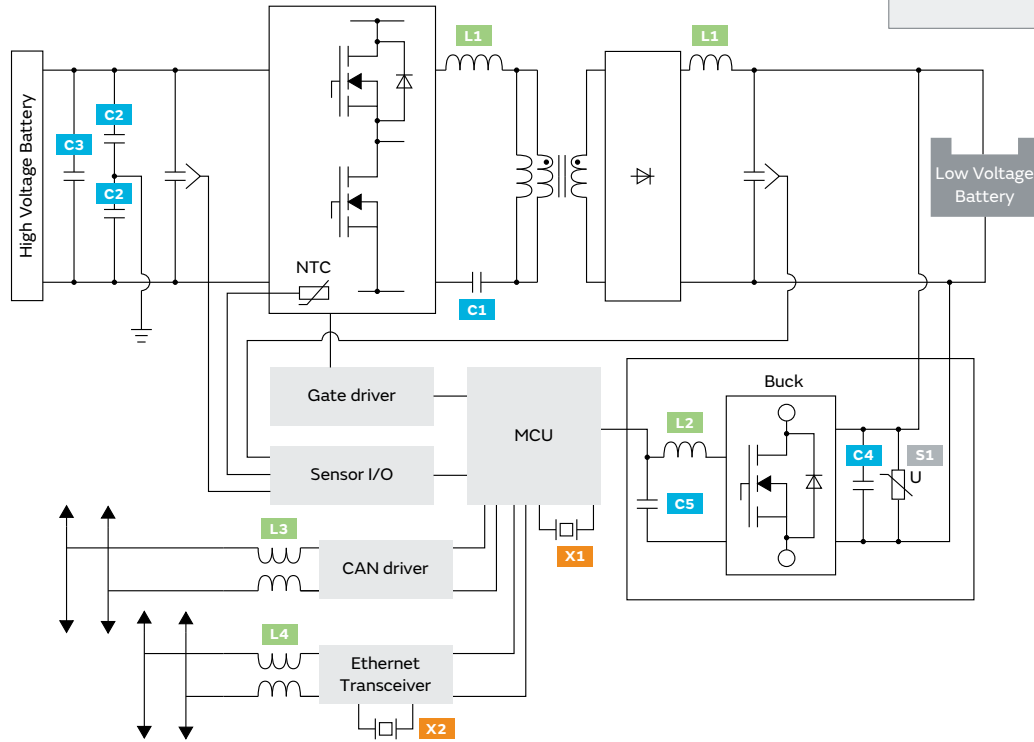 L1
L1
C2
C3
C2
High Voltage Battery
Low Voltage
Battery
NTC
C1
Gate driver
MCU
Sensor I/O
Buck
L2
C4
S1
U
C5
L3
X1
CAN driver
L4
Ethernet
Transceiver
X2